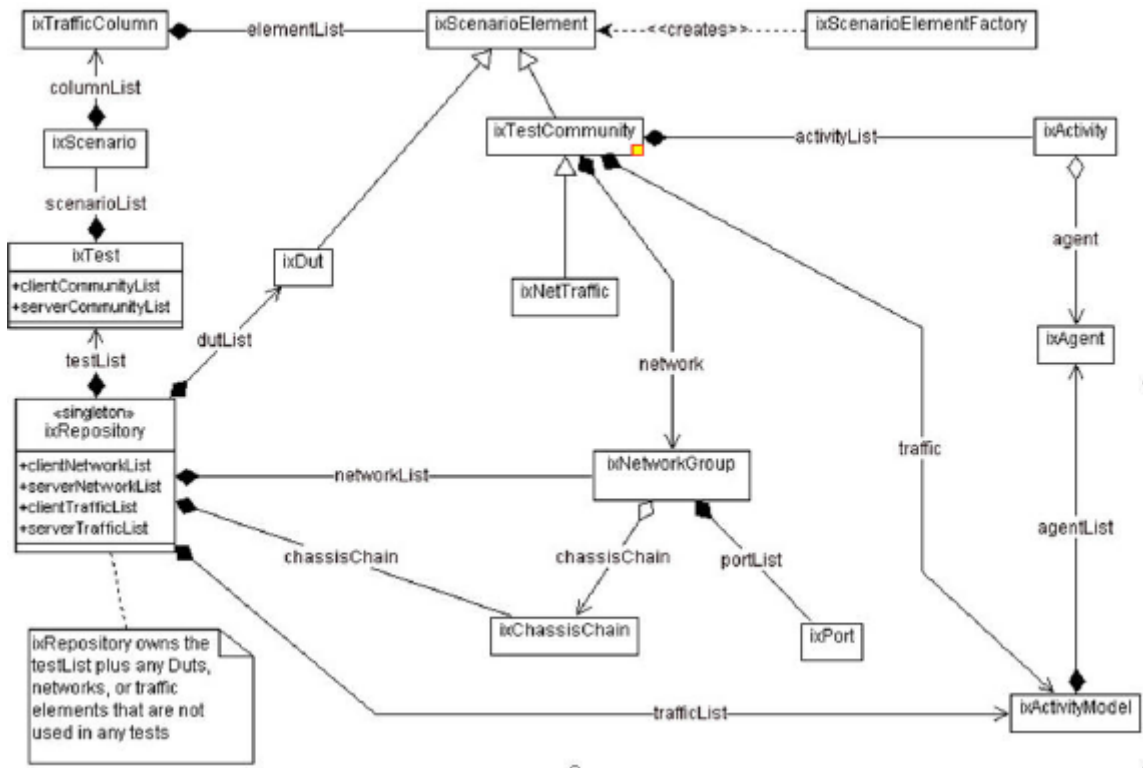 ixTrafficColumn
elementList
ixScenarioElement
<<creates>>
ixScenarioElementFactory
columnList
ixScenario
ixTestCommunity
activityList
ixActivity
scenarioList
ixTest
+clientCommunityList
+serverCommunityList
ixDut
ixNetTraffic
agent
dutList
testList
network
ixAgent
«singleton»
ixRepository
+clientNetworkList
+serverNetworkList
+clientTrafficList
+serverTrafficList
networkList
ixNetworkGroup
traffic
agentList
chassisChain
chassisChain
portList
ixChassisChain
ixPort
ixRepository owns the
testList plus any Duts,
networks, or traffic
elements that are not
used in any tests
trafficList
ixActivityModel